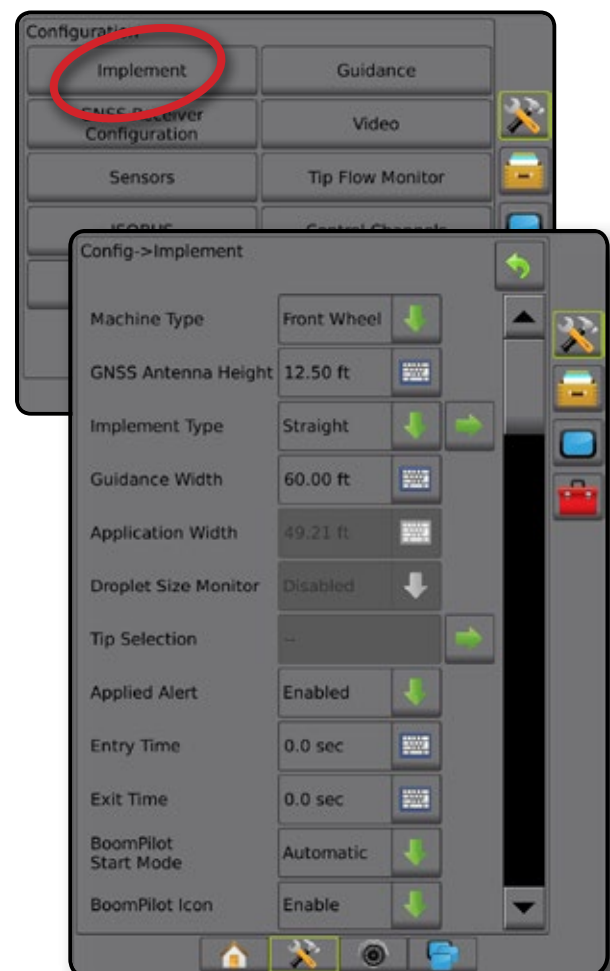 Configuration
Implement
Guidance
GNSS Receiver
Configuration
Video
Sensors
Tip Flow Monitor
ISOBUS
Control Channels
Config->Implement
Machine Type
Front Wheel
GNSS Antenna Height
12.50 ft
Implement Type
Straight
Guidance Width
60.00 ft
Application Width
49.21 ft
Droplet Size Monitor
Disabled
Tip Selection
--
Applied Alert
Enabled
Entry Time
0.0 sec
Exit Time
0.0 sec
BoomPilot
Start Mode
Automatic
BoomPilot Icon
Enable